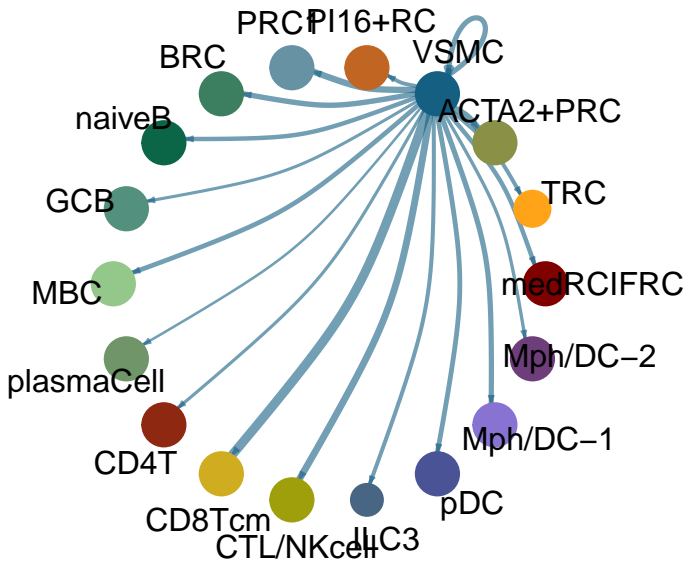 PRC1
PI16+RC
VSMC
BRC
ACTA2+PRC
naiveB
TRC
GCB
medRCIFRC
MBC
Mph/DC−2
plasmaCell
Mph/DC−1
CD4T
pDC
CD8Tcm
CTL/NKcell
ILC3